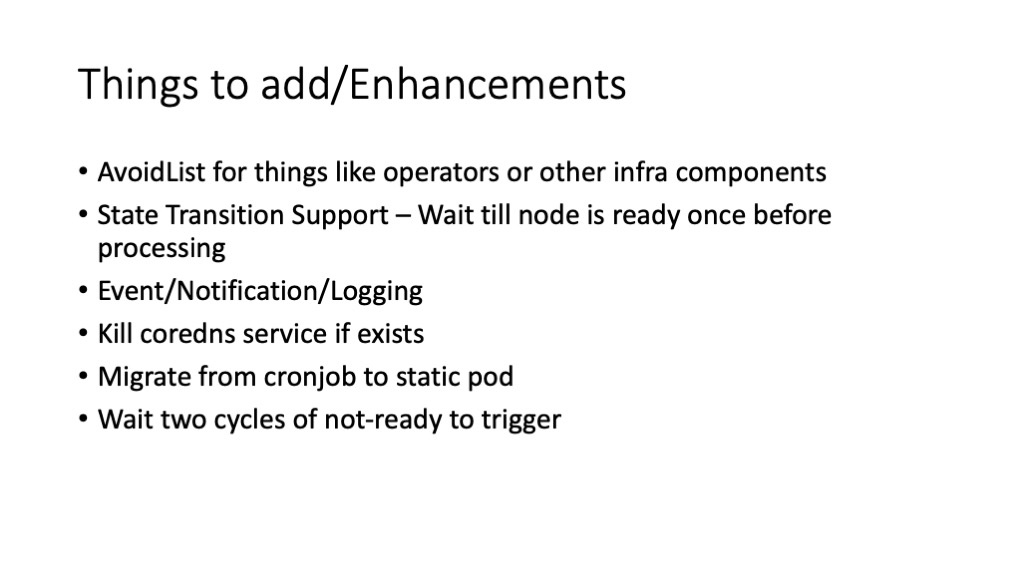 Things to add/Enhancements
• AvoidList for things like operators or other infra components
• State Transition Support – Wait till node is ready once before
processing
• Event/Notification/Logging
• Kill coredns service if exists
• Migrate from cronjob to static pod
• Wait two cycles of not-ready to trigger